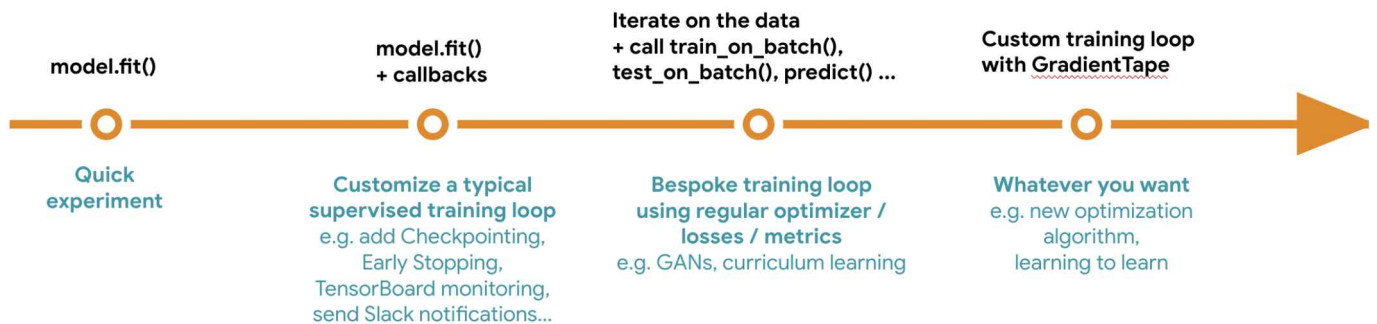 model.fit()
model.fit()
+ callbacks
Iterate on the data
+ call train_on_batch(),
test_on_batch(), predict() ...
Custom training loop
with GradientTape
Quick
experiment
Customize a typical
supervised training loop
e.g. add Checkpointing,
Early Stopping,
TensorBoard monitoring,
send Slack notifications...
Bespoke training loop
using regular optimizer /
losses / metrics
e.g. GANs, curriculum learning
Whatever you want
e.g. new optimization
algorithm,
learning to learn